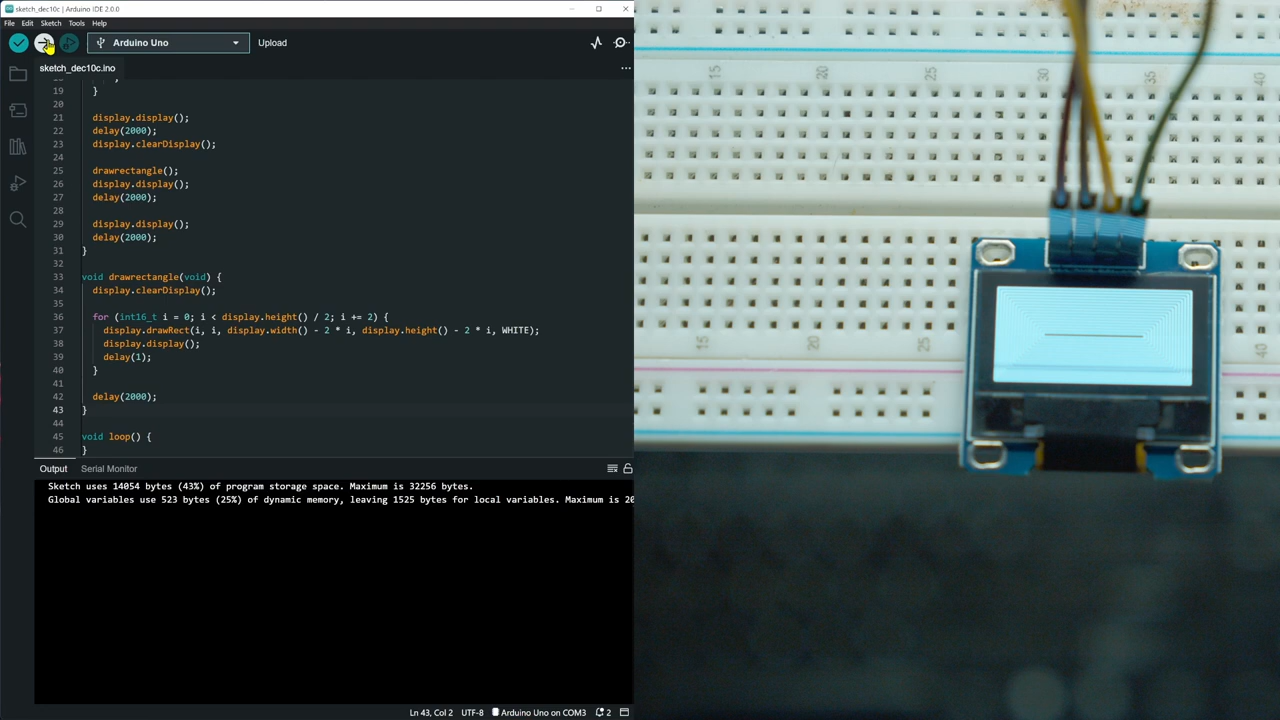 sketch_dec10c | Arduino IDE 2.0.0
File Edit Sketch Tools Help
Arduino Uno
Upload
sketch_dec10c.ino
19 }
20
21 display.display();
22 delay(2000);
23 display.clearDisplay();
24
25 drawrectangle();
26 display.display();
27 delay(2000);
28
29 display.display();
30 delay(2000);
31 }
32
33 void drawrectangle(void) {
34 display.clearDisplay();
35
36 for (int16_t i = 0; i < display.height() / 2; i += 2) {
37 display.drawRect(i, i, display.width() - 2 * i, display.height() - 2 * i, WHITE);
38 display.display();
39 delay(1);
40 }
41
42 delay(2000);
43 }
44
45 void loop() {
46 }
Output Serial Monitor
Sketch uses 14054 bytes (43%) of program storage space. Maximum is 32256 bytes.
Global variables use 523 bytes (25%) of dynamic memory, leaving 1525 bytes for local variables. Maximum is 20
Ln 43, Col 2 UTF-8 Arduino Uno on COM3 2
15 20 25 30 35 40
15 20 25 40